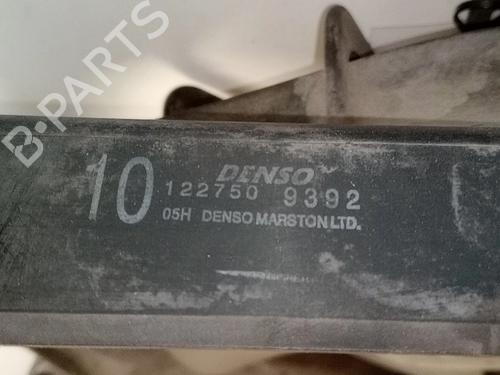 B-PARTS
DENSO
10 122750 9392
05H DENSO MARSTON LTD.